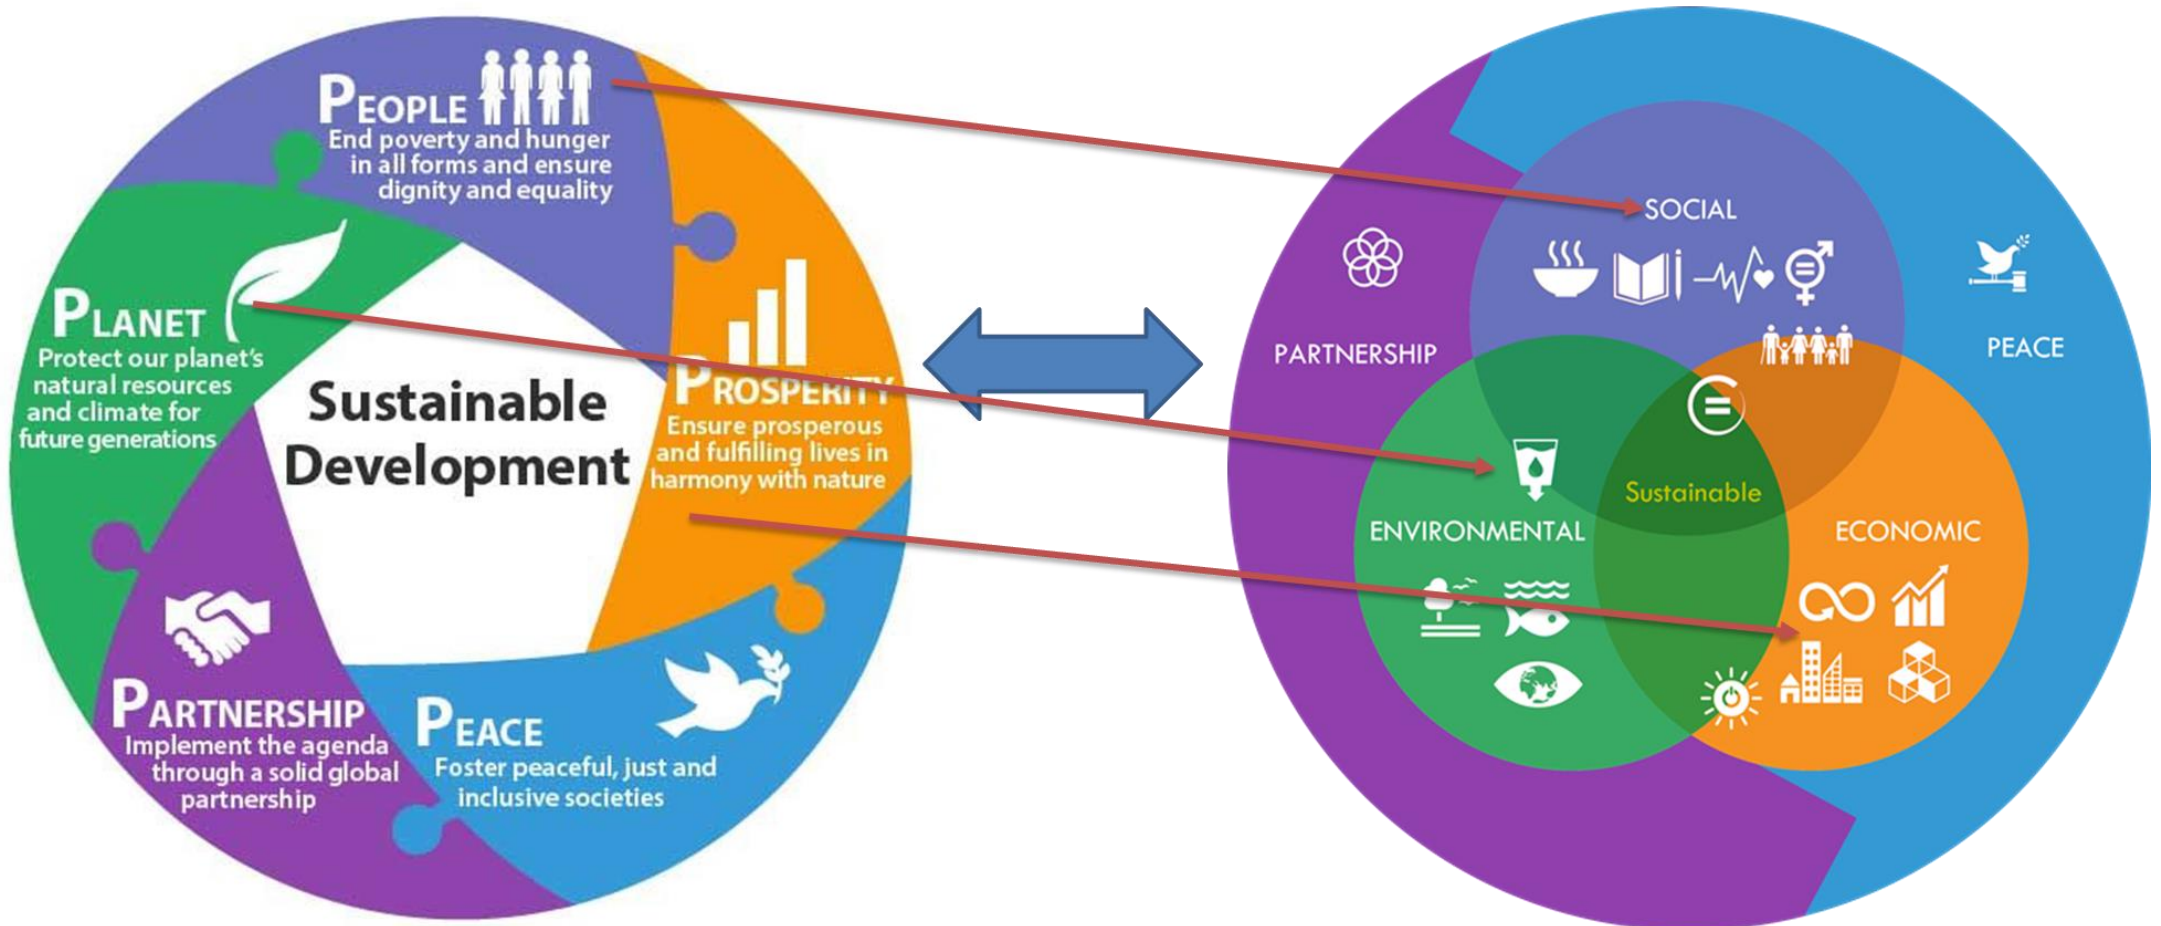 PEOPLE
End poverty and hunger
in all forms and ensure
dignity and equality
PLANET
Protect our planet's
natural resources
and climate for
future generations
Sustainable
Development
PROSPERITY
Ensure prosperous
and fulfilling lives in
harmony with nature
PARTNERSHIP
Implement the agenda
through a solid global
partnership
PEACE
Foster peaceful, just and
inclusive societies
SOCIAL
PARTNERSHIP
PEACE
Sustainable
ENVIRONMENTAL
ECONOMIC